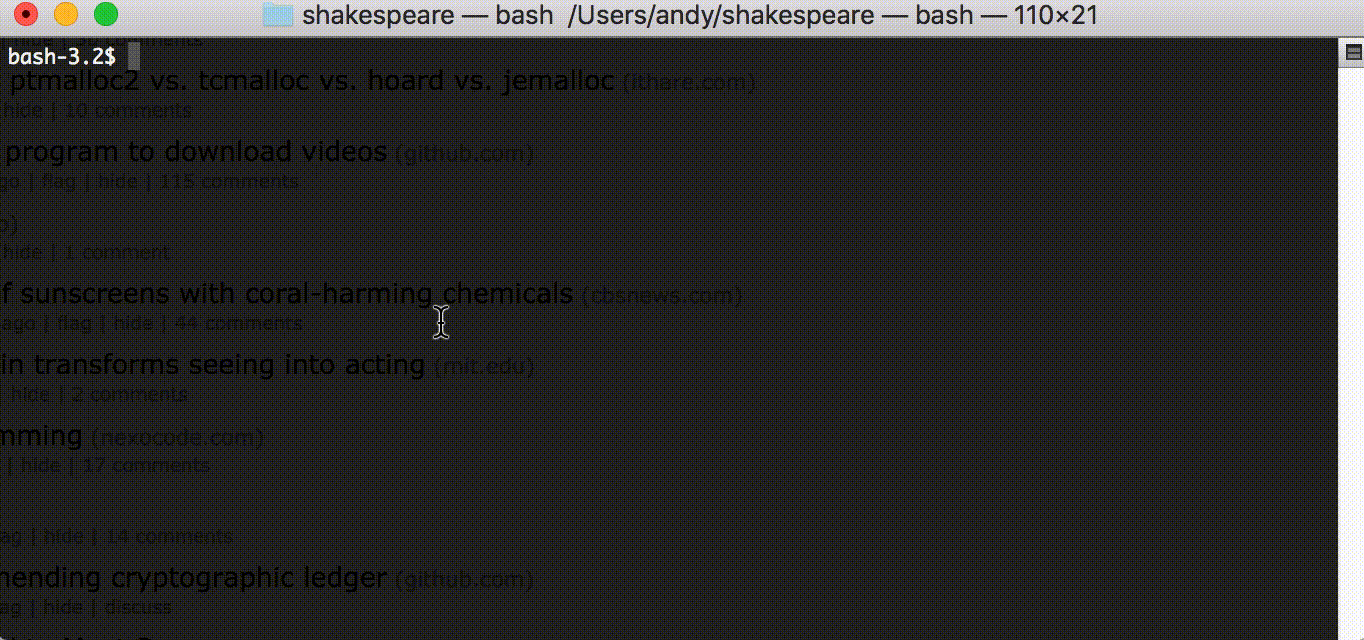 shakespeare — bash /Users/andy/shakespeare — bash — 110×21
bash-3.2$
ptmalloc2 vs. tcmalloc vs. hoard vs. jemalloc (ithare.com)
hide | 10 comments
program to download videos (github.com)
go | flag | hide | 115 comments
o)
hide | 1 comment
f sunscreens with coral-harming chemicals (cbsnews.com)
ago | flag | hide | 44 comments
in transforms seeing into acting (mit.edu)
hide | 2 comments
mming (nexocode.com)
| hide | 17 comments
ag | hide | 14 comments
nending cryptographic ledger (github.com)
ag | hide | discuss